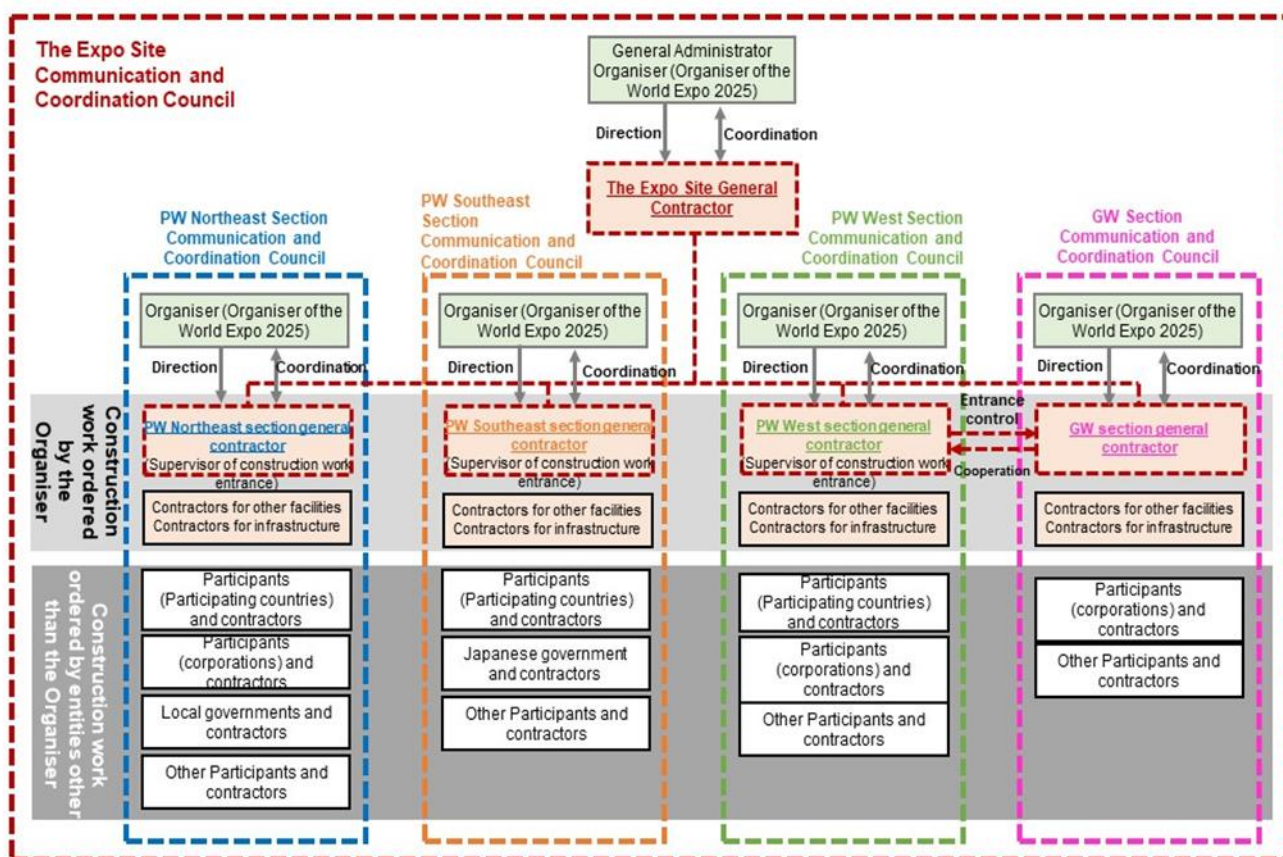 The Expo Site
Communication and
Coordination Council
General Administrator
Organiser (Organiser of the
World Expo 2025)
Direction
Coordination
The Expo Site General
Contractor
PW Northeast Section
Communication and
Coordination Council
PW Southeast
Section
Communication and
Coordination Council
PW West Section
Communication and
Coordination Council
GW Section
Communication and
Coordination Council
Organiser (Organiser of the
World Expo 2025)
Direction
Coordination
Organiser (Organiser of the
World Expo 2025)
Direction
Coordination
Organiser (Organiser of the
World Expo 2025)
Direction
Coordination
Organiser (Organiser of the
World Expo 2025)
Direction
Coordination
Construction
work ordered
by the
Organiser
PW Northeast section general
contractor
(Supervisor of construction work
entrance)
Contractors for other facilities
Contractors for infrastructure
PW Southeast section general
contractor
(Supervisor of construction work
entrance)
Contractors for other facilities
Contractors for infrastructure
PW West section general
contractor
(Supervisor of construction work
entrance)
Contractors for other facilities
Contractors for infrastructure
Entrance
control
Cooperation
GW section general
contractor
Contractors for other facilities
Contractors for infrastructure
Construction work
ordered by entities other
than the Organiser
Participants
(Participating countries)
and contractors
Participants
(corporations) and
contractors
Local governments and
contractors
Other Participants and
contractors
Participants
(Participating countries)
and contractors
Japanese government
and contractors
Other Participants and
contractors
Participants
(Participating countries)
and contractors
Participants
(corporations) and
contractors
Other Participants and
contractors
Participants
(corporations) and
contractors
Other Participants and
contractors